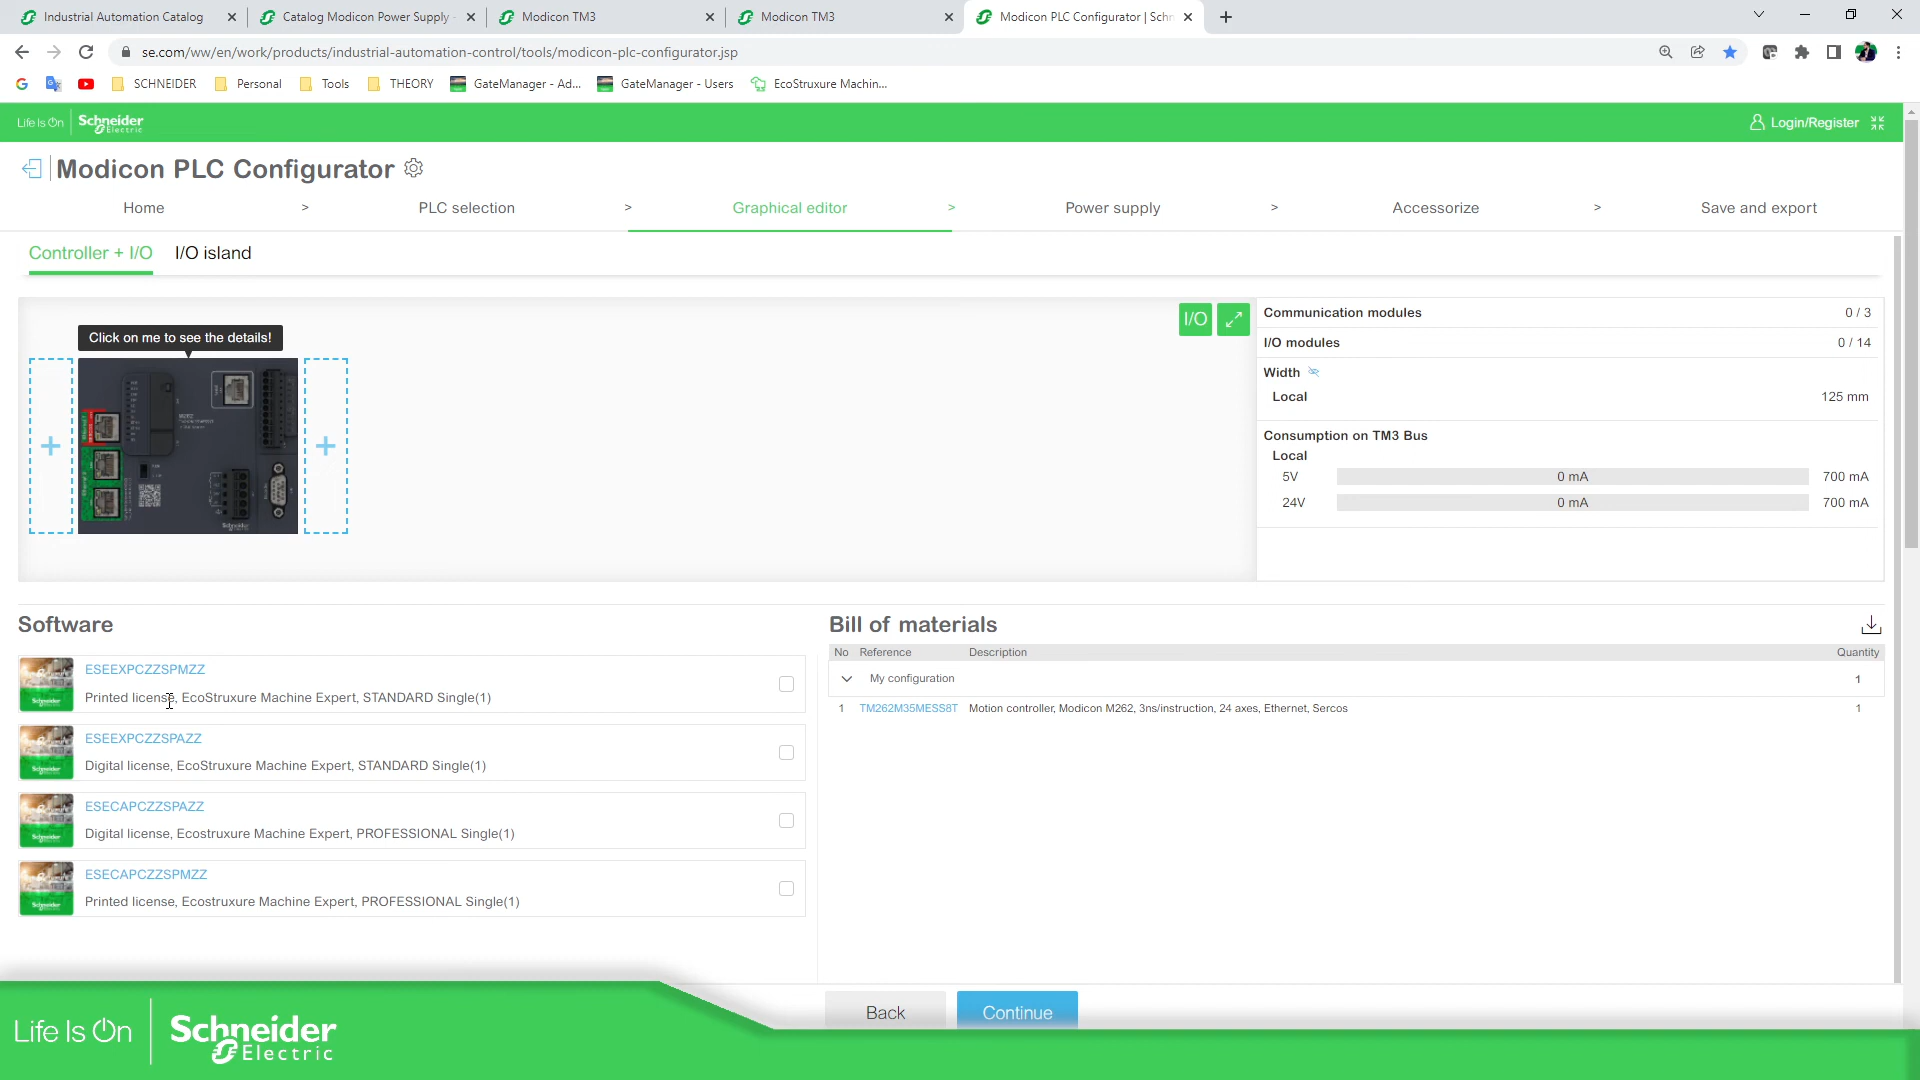 Industrial Automation Catalog
Catalog Modicon Power Supply -
Modicon TM3
Modicon TM3
Modicon PLC Configurator | Schn
se.com/ww/en/work/products/industrial-automation-control/tools/modicon-plc-configurator.jsp
SCHNEIDER
Personal
Tools
THEORY
GateManager - Ad...
GateManager - Users
EcoStruxure Machin...
Life Is On
Schneider Electric
Login/Register
Modicon PLC Configurator
Home
>
PLC selection
>
Graphical editor
>
Power supply
>
Accessorize
>
Save and export
Controller + I/O
I/O island
Click on me to see the details!
I/O
Communication modules 0 / 3
I/O modules 0 / 14
Width
Local 125 mm
Consumption on TM3 Bus
Local
5V 0 mA 700 mA
24V 0 mA 700 mA
Software
ESEEXPCZZSPMZZ
Printed license, EcoStruxure Machine Expert, STANDARD Single(1)
ESEEXPCZZSPAZZ
Digital license, EcoStruxure Machine Expert, STANDARD Single(1)
ESECAPCZZSPAZZ
Digital license, Ecostruxure Machine Expert, PROFESSIONAL Single(1)
ESECAPCZZSPMZZ
Printed license, Ecostruxure Machine Expert, PROFESSIONAL Single(1)
Bill of materials
No Reference Description Quantity
My configuration 1
1 TM262M35MESS8T Motion controller, Modicon M262, 3ns/instruction, 24 axes, Ethernet, Sercos 1
Back
Continue
Life Is On
Schneider
Electric